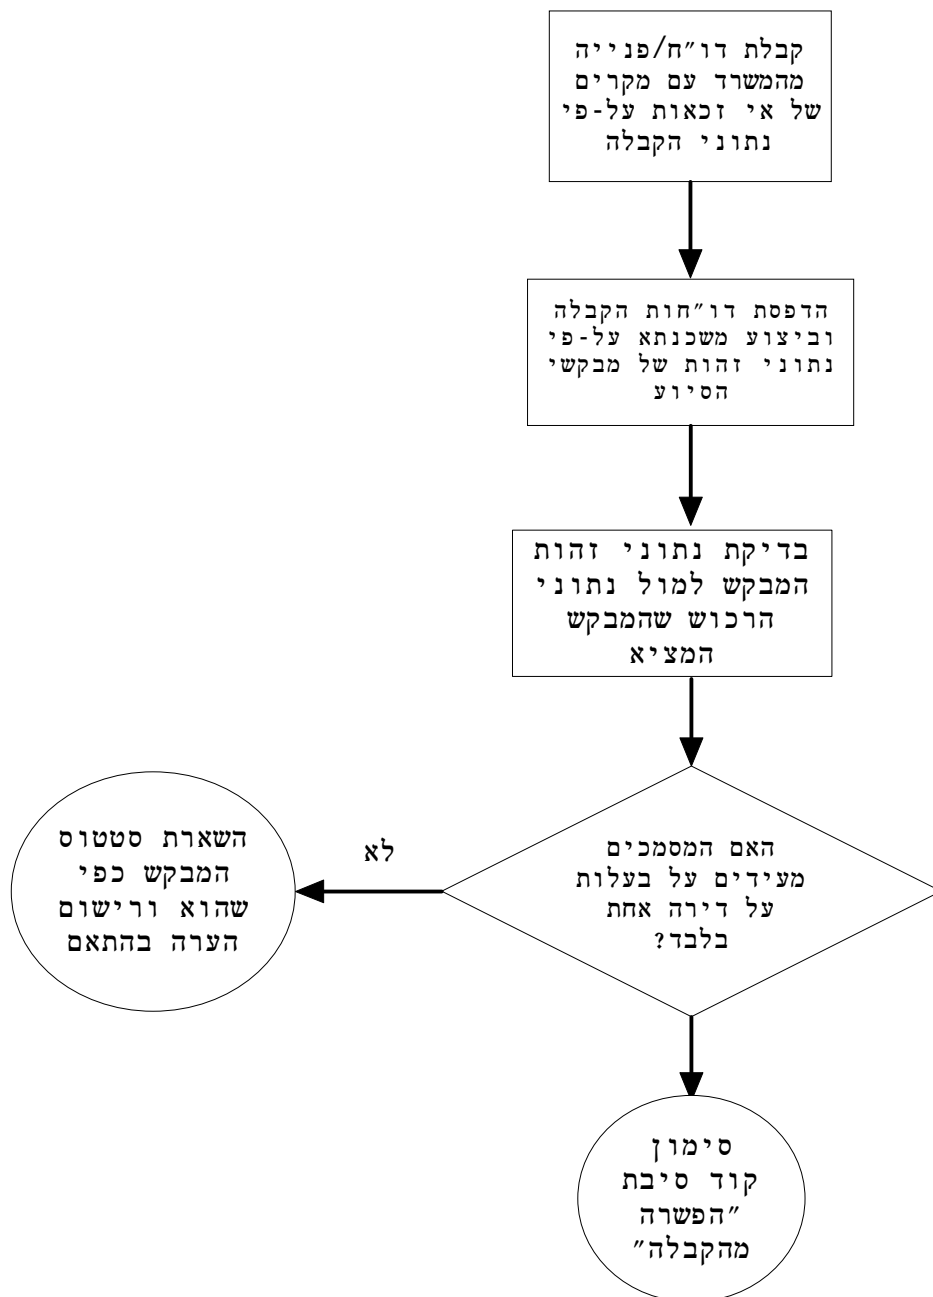 קבלת דו"ח/פנייה
מהמשרד עם מקרים
של אי זכאות על-פי
נתוני הקבלה
הדפסת דו"חות הקבלה
וביצוע משכנתא על-פי
נתוני זהות של מבקשי
הסיוע
בדיקת נתוני זהות
המבקש למול נתוני
הרכוש שהמבקש
המציא
האם המסמכים
מעידים על בעלות
על דירה אחת
בלבד?
לא
השארת סטטוס
המבקש כפי
שהוא ורישום
הערה בהתאם
סימון
קוד סיבת
"הפשרה
מהקבלה"